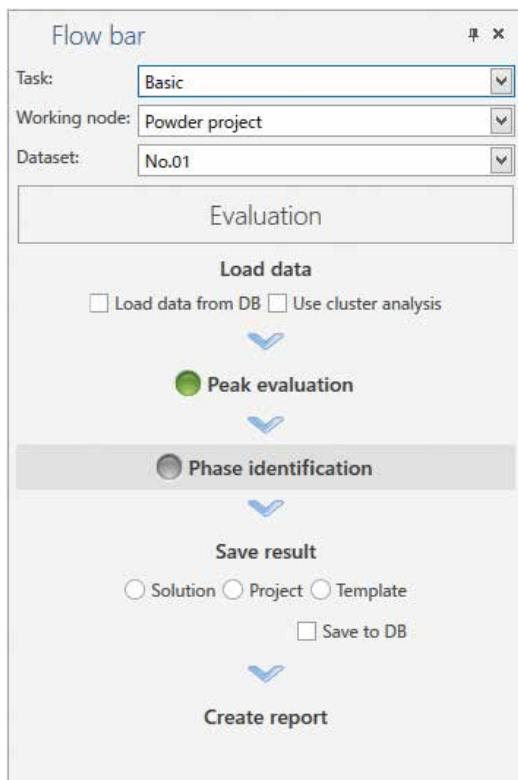 Flow bar
Task: Basic
Working node: Powder project
Dataset: No.01
Evaluation
Load data
Load data from DB Use cluster analysis
Peak evaluation
Phase identification
Save result
Solution Project Template
Save to DB
Create report